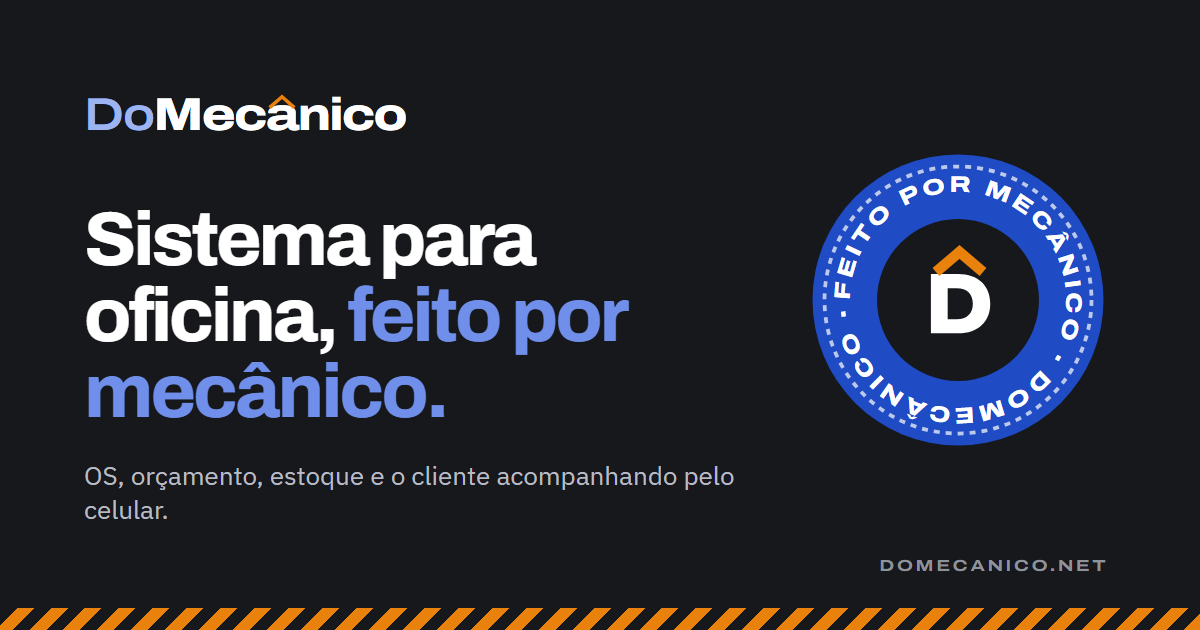 DoMecânico
Sistema para
oficina, feito por
mecânico.
OS, orçamento, estoque e o cliente acompanhando pelo
celular.
FEITO POR MECÂNICO · DOMECÂNICO ·
D
DOMECANICO.NET